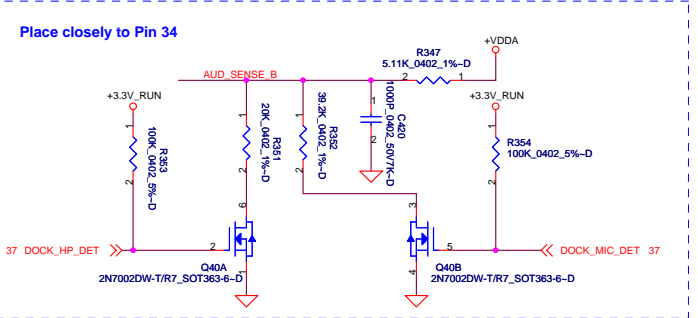 Place closely to Pin 34
+VDDA
R347
5.11K_0402_1%~D
AUD_SENSE_B
2
1
+3.3V_RUN
+3.3V_RUN
1
R353
100K_0402_5%~D
2
1
R351
20K_0402_1%~D
2
1
R352
39.2K_0402_1%~D
2
1
C420
1000P_0402_50V7K~D
2
1
R354
100K_0402_5%~D
2
6
3
37 DOCK_HP_DET
2
5
DOCK_MIC_DET 37
1
4
Q40A
2N7002DW-T/R7_SOT363-6~D
Q40B
2N7002DW-T/R7_SOT363-6~D